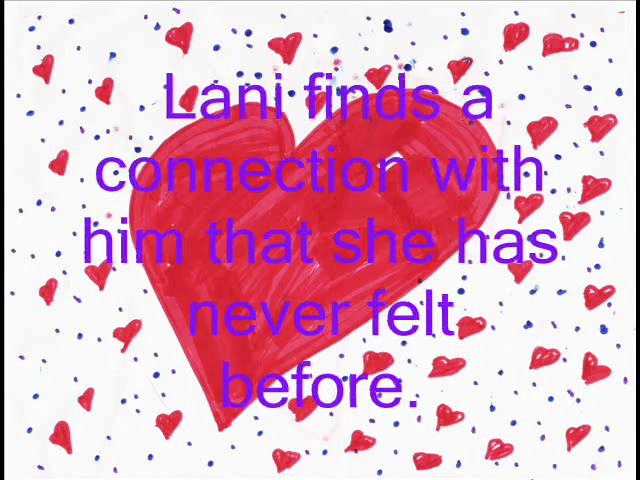 Lani finds a
connection with
him that she has
never felt
before.